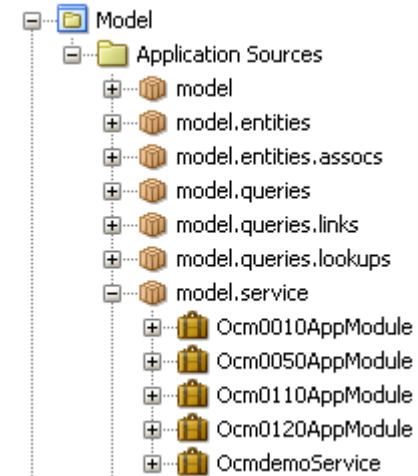 Model
Application Sources
model
model.entities
model.entities.assocs
model.queries
model.queries.links
model.queries.lookups
model.service
Ocm0010AppModule
Ocm0050AppModule
Ocm0110AppModule
Ocm0120AppModule
OcmdemoService